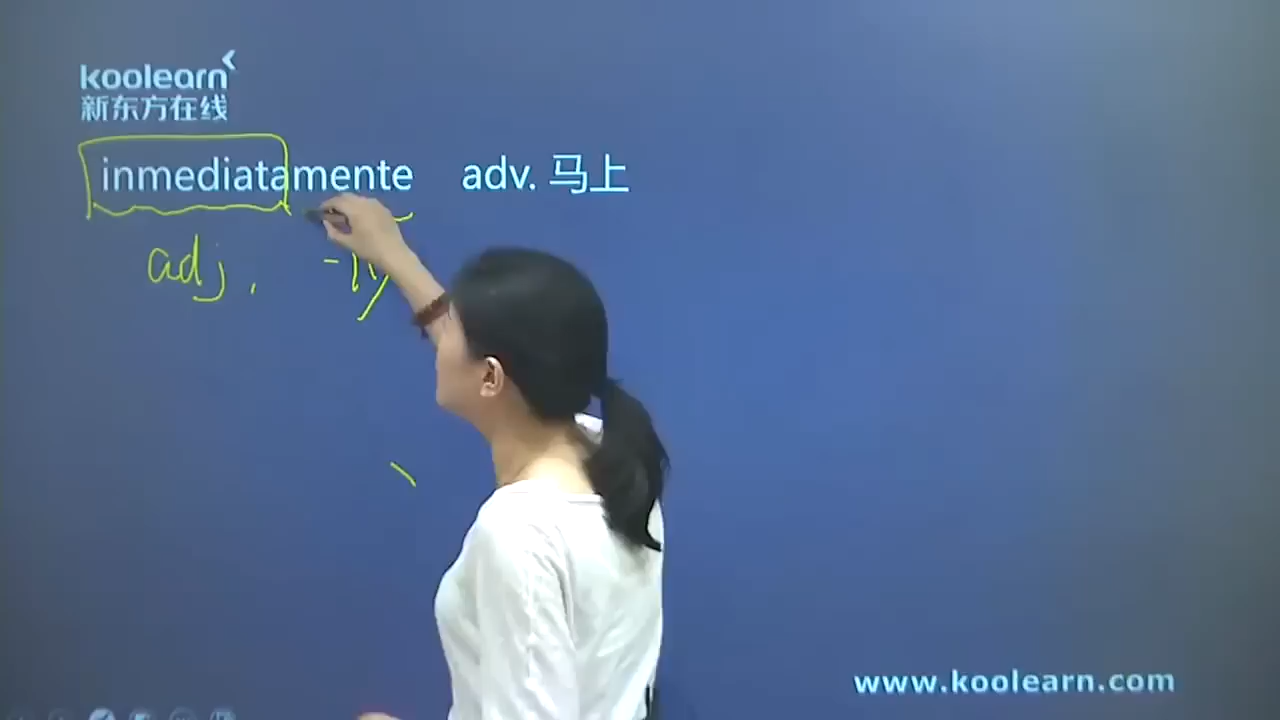 koolearn
新东方在线
inmediatamente adv. 马上
adj. -ly
www.koolearn.com